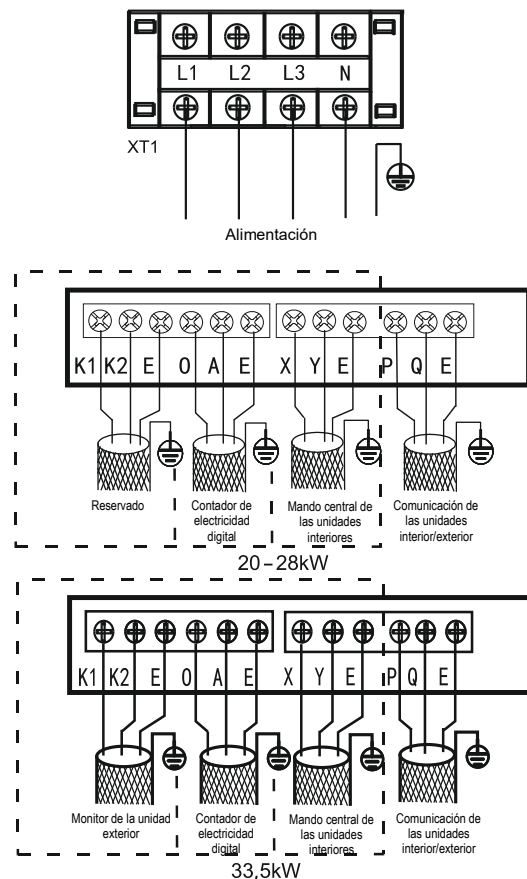 L1 L2 L3 N
XT1
Alimentación
K1 K2 E O A E X Y E P Q E
Reservado
Contador de
electricidad
digital
Mando central de
las unidades
interiores
Comunicación de
las unidades
interior/exterior
20–28kW
K1 K2 E O A E X Y E P Q E
Monitor de la unidad
exterior
Contador de
electricidad
digital
Mando central de
las unidades
interiores
Comunicación de
las unidades
interior/exterior
33,5kW